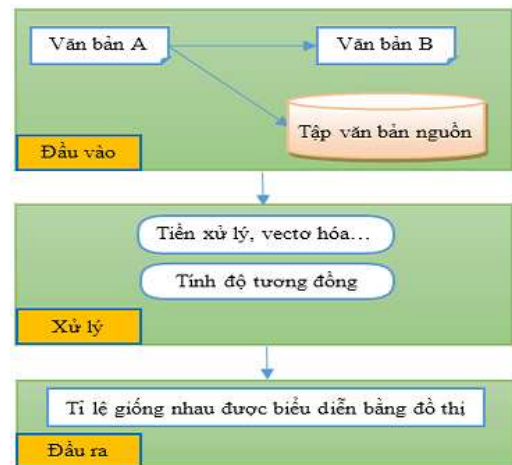 Văn bản A
Văn bản B
Tập văn bản nguồn
Đầu vào
Tiền xử lý, vectơ hóa...
Tính độ tương đồng
Xử lý
Tỉ lệ giống nhau được biểu diễn bằng đồ thị
Đầu ra